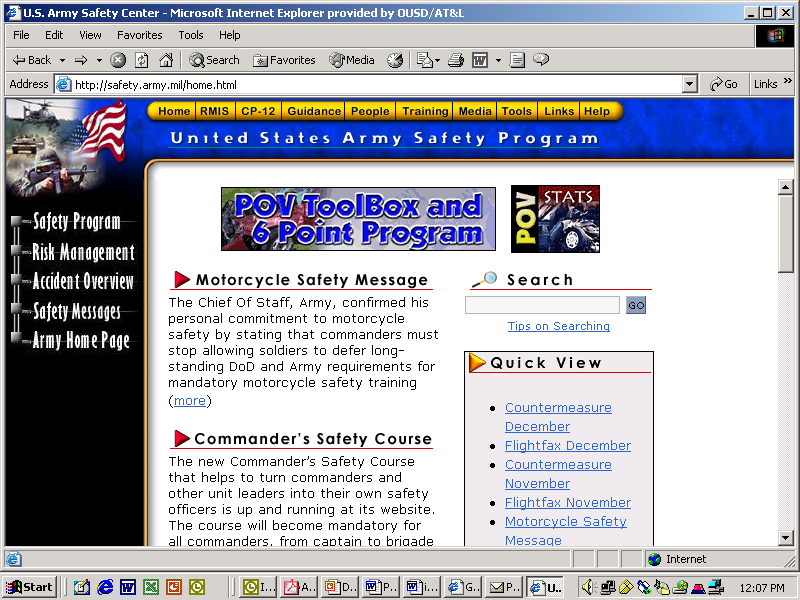 U.S. Army Safety Center - Microsoft Internet Explorer provided by OUSD/AT&L
File Edit View Favorites Tools Help
Back Search Favorites Media
Address http://safety.army.mil/home.html Go Links »
Home RMIS CP-12 Guidance People Training Media Tools Links Help
United States Army Safety Program
Safety Program
Risk Management
Accident Overview
Safety Messages
Army Home Page
POV ToolBox and
6 Point Program
POV STATS
Motorcycle Safety Message
The Chief Of Staff, Army, confirmed his
personal commitment to motorcycle
safety by stating that commanders must
stop allowing soldiers to defer long-
standing DoD and Army requirements for
mandatory motorcycle safety training
(more)
Commander's Safety Course
The new Commander's Safety Course
that helps to turn commanders and
other unit leaders into their own safety
officers is up and running at its website.
The course will become mandatory for
all commanders, from captain to brigade
Search
GO
Tips on Searching
Quick View
Countermeasure
December
Flightfax December
Countermeasure
November
Flightfax November
Motorcycle Safety
Message
Internet
Start I... A... D... P... i... G... P... U... 12:07 PM